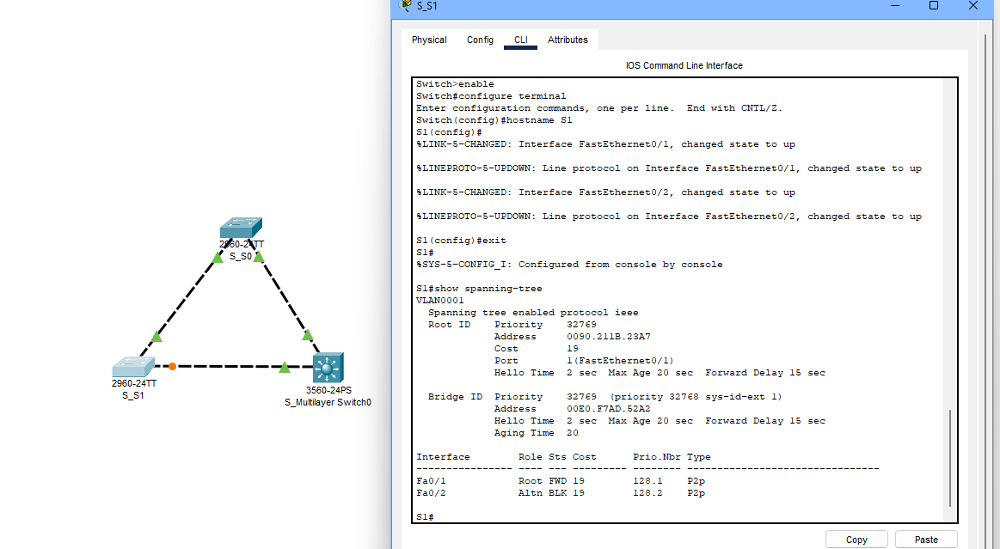 S_S1
Physical Config CLI Attributes
IOS Command Line Interface
Switch>enable
Switch#configure terminal
Enter configuration commands, one per line.  End with CNTL/Z.
Switch(config)#hostname S1
S1(config)#
%LINK-5-CHANGED: Interface FastEthernet0/1, changed state to up
%LINEPROTO-5-UPDOWN: Line protocol on Interface FastEthernet0/1, changed state to up
%LINK-5-CHANGED: Interface FastEthernet0/2, changed state to up
%LINEPROTO-5-UPDOWN: Line protocol on Interface FastEthernet0/2, changed state to up
S1(config)#exit
S1#
%SYS-5-CONFIG_I: Configured from console by console
S1#show spanning-tree
VLAN0001
  Spanning tree enabled protocol ieee
  Root ID    Priority    32769
             Address     0090.211B.23A7
             Cost        19
             Port        1(FastEthernet0/1)
             Hello Time  2 sec  Max Age 20 sec  Forward Delay 15 sec
  Bridge ID  Priority    32769  (priority 32768 sys-id-ext 1)
             Address     00E0.F7AD.52A2
             Hello Time  2 sec  Max Age 20 sec  Forward Delay 15 sec
             Aging Time  20
Interface        Role Sts Cost      Prio.Nbr Type
---------------- ---- --- --------- -------- --------------------------------
Fa0/1            Root FWD 19        128.1    P2p
Fa0/2            Altn BLK 19        128.2    P2p
S1#
Copy Paste
2960-24TT
S_S0
2960-24TT
S_S1
3560-24PS
S_Multilayer Switch0